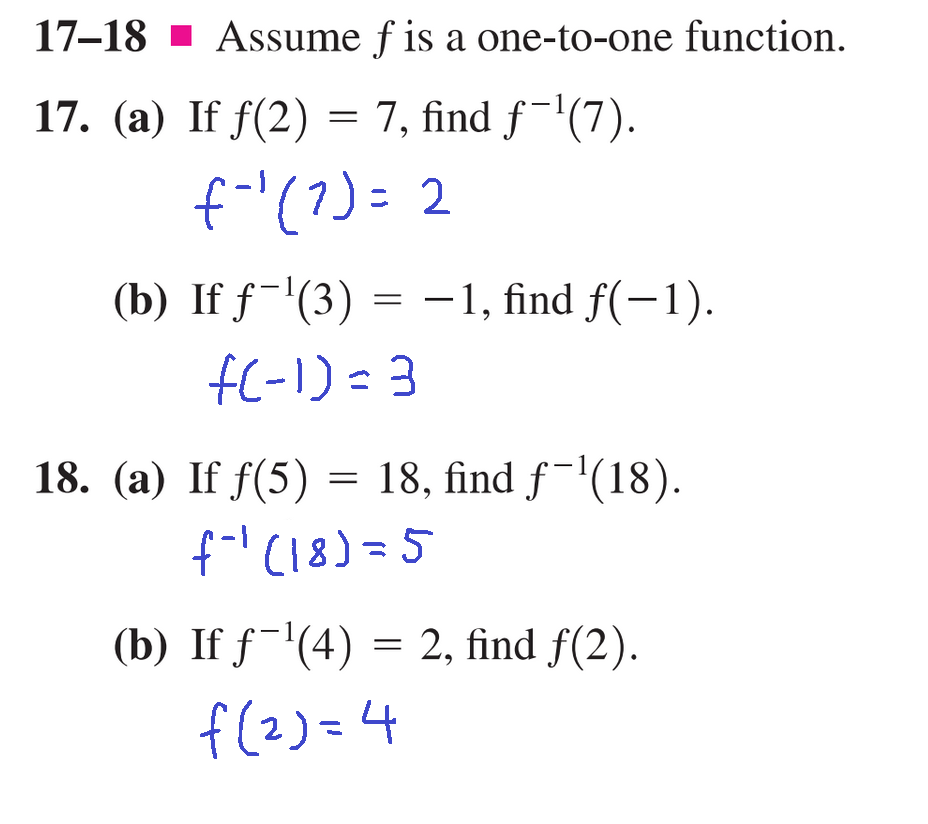 17–18 ■ Assume f is a one-to-one function.
17. (a) If f(2) = 7, find f⁻¹(7).
f⁻¹(7) = 2
(b) If f⁻¹(3) = −1, find f(−1).
f(-1) = 3
18. (a) If f(5) = 18, find f⁻¹(18).
f⁻¹(18) = 5
(b) If f⁻¹(4) = 2, find f(2).
f(2) = 4